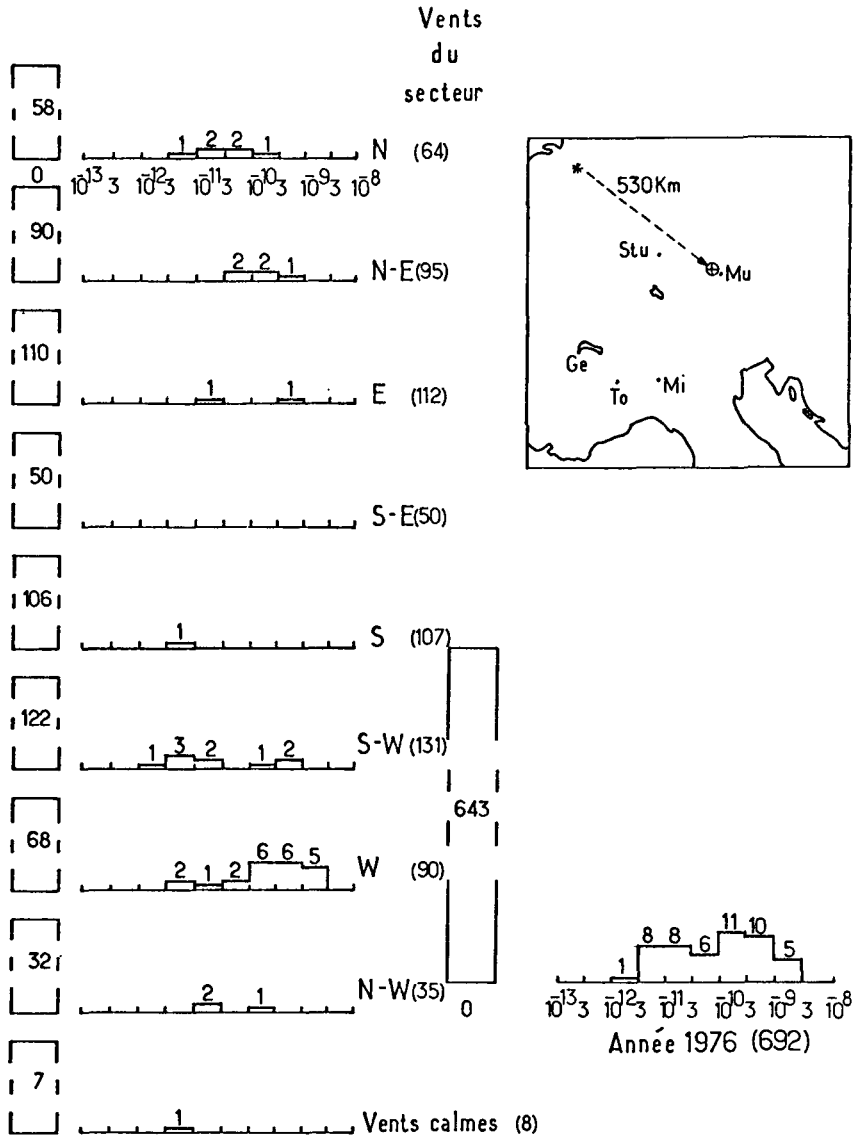 Vents
du
secteur
58
1 2 2 1
N (64)
0
10⁻¹³ 3 10⁻¹² 3 10⁻¹¹ 3 10⁻¹⁰ 3 10⁻⁹ 3 10⁻⁸
530Km
Stu
Mu
Ge
To
Mi
90
2 2 1
N-E(95)
110
1 1
E (112)
50
S-E(50)
106
1
S (107)
122
1 3 2 1 2
S-W(131)
643
0
68
2 1 2 6 6 5
W (90)
32
2 1
N-W(35)
1 8 8 6 11 10 5
10⁻¹³ 3 10⁻¹² 3 10⁻¹¹ 3 10⁻¹⁰ 3 10⁻⁹ 3 10⁻⁸
Année 1976 (692)
7
1
Vents calmes (8)